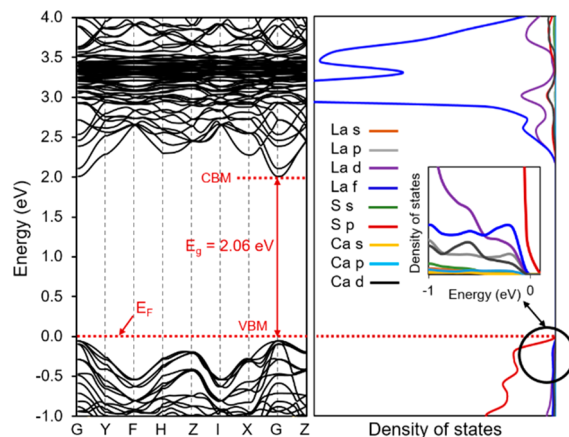 4.0
3.5
3.0
2.5
2.0
1.5
1.0
0.5
0.0
-0.5
-1.0
Energy (eV)
CBM
Eg = 2.06 eV
EF
VBM
G Y F H Z I X G Z
La s
La p
La d
La f
S s
S p
Ca s
Ca p
Ca d
Density of states
-1
Energy (eV)
0
Density of states